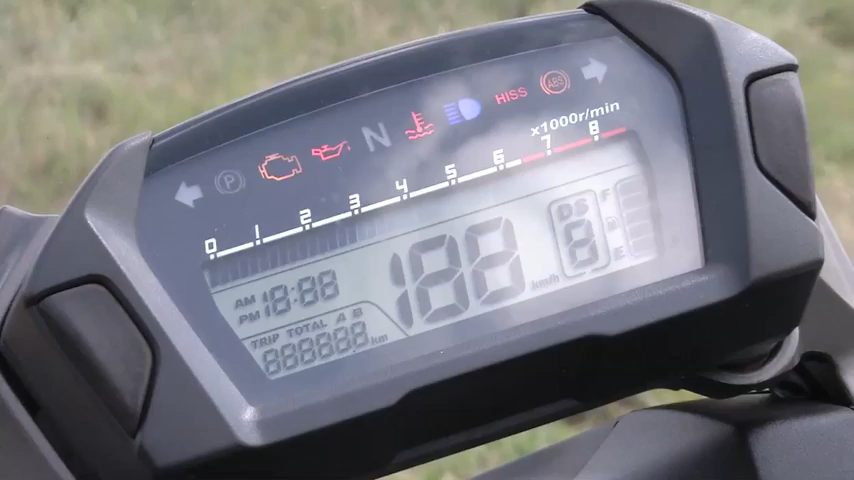 P N HISS ABS
x1000r/min
0 1 2 3 4 5 6 7 8
AM 18:88
PM
188 km/h
DS 8
F
E
TRIP TOTAL A B
888888 km